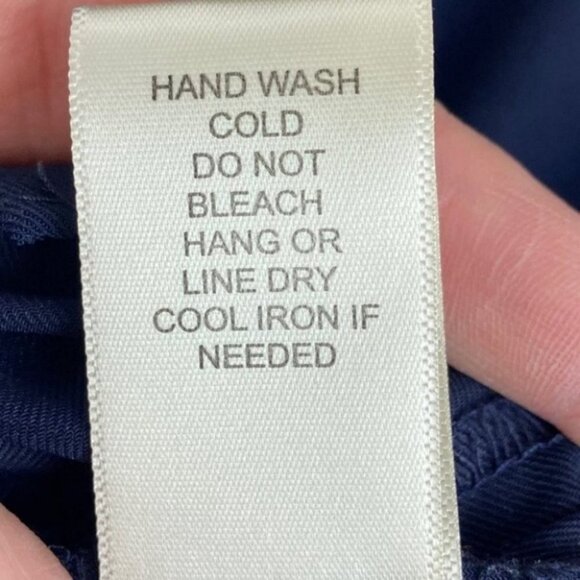 HAND WASH
COLD
DO NOT
BLEACH
HANG OR
LINE DRY
COOL IRON IF
NEEDED